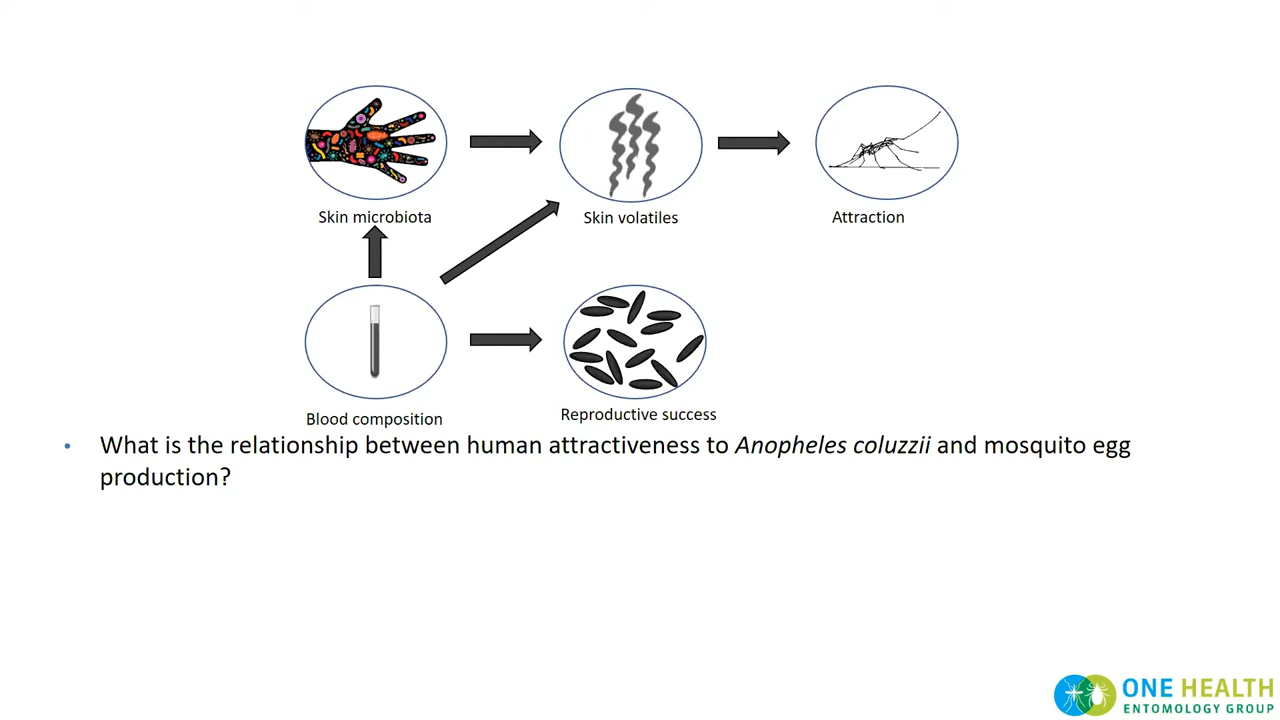 Skin microbiota
Skin volatiles
Attraction
Blood composition
Reproductive success
• What is the relationship between human attractiveness to Anopheles coluzzii and mosquito egg
production?
ONE HEALTH
ENTOMOLOGY GROUP